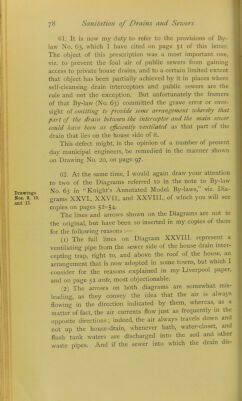 78 Sanitation of Drains and Sewers
61. It is now my duty to refer to the provisions of By-
law No. 63, which I have cited on page 51 of this letter.
The object of this prescription was a most important one,
viz. to prevent the foul air of public sewers from gaining
access to private house drains, and to a certain limited extent
that object has been partially achieved by it in places where
self-cleansing drain interceptors and public sewers are the
rule and not the exception. But unfortunately the framers
of that By-law (No. 63) committed the grave error or over-
sight of omitting to provide some arrangement whereby that
part of the drain between the interceptor and the main sewer
could have been as efficiently ventilated as that part of the
drain that lies on the house side of it.
This defect might, in the opinion of a number of present
day municipal engineers, be remedied in the manner shown
on Drawing No. 20, on page 97.
62. At the same time, I would again draw your attention
to two of the Diagrams referred to in the note to By-law
No. 63 in "Knight's Annotated Model By-laws," viz. Dia-
Drawings
Nos. 9, 10,
and 11.
grams XXVI., XXVII., and XXVIII., of which you will see
copies on pages 52-54.
The lines and arrows shown on the Diagrams are not in
the original, but have been so inserted in my copies of them
for the following reasons :—
(1) The full lines on Diagram XXVIII. represent a
ventilating pipe from the sewer side of the house drain inter-
cepting trap, right to, and above the roof of the house, an
arrangement that is now adopted in some towns, but which I
consider for the reasons explained in my Liverpool paper,
and on page 51 ante, most objectionable.
(2) The arrows on both diagrams are somewhat mis-
leading, as they convey the idea that the air is always
flowing in the direction indicated by them, whereas, as a
matter of fact, the air currents flow just as frequently in the
opposite directions; indeed, the air always travels down and
not up the house-drain, whenever bath, water-closet, and
flush tank waters are discharged into the soil and other
waste pipes. And if the sewer into which the drain dis-